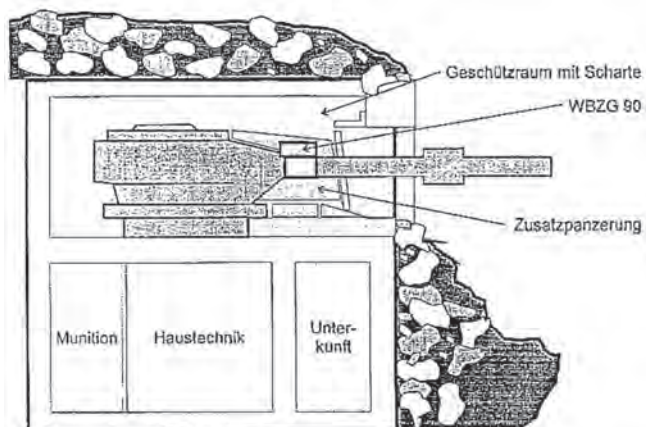 Geschützraum mit Scharte
WBZG 90
Zusatzpanzerung
Munition
Haustechnik
Unter-
kunft